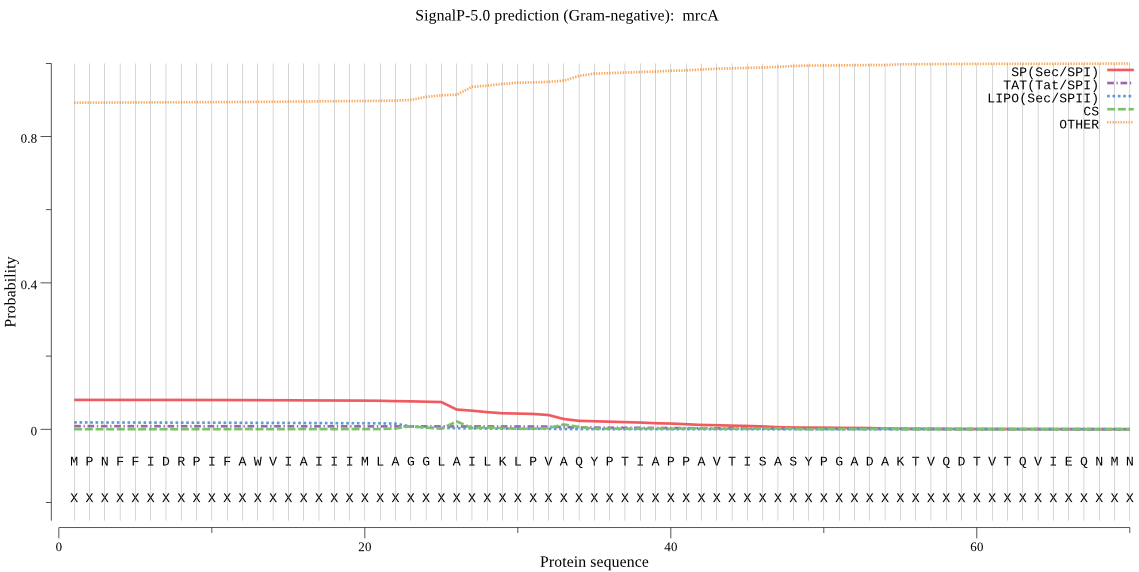 SignalP-5.0 prediction (Gram-negative): mrcA
SP(Sec/SPI)
TAT(Tat/SPI)
LIPO(Sec/SPII)
CS
OTHER
0.8
0.4
0
Probability
M P N F F I D R P I F A W V I A I I I M L A G G L A I L K L P V A Q Y P T I A P P A V T I S A S Y P G A D A K T V Q D T V T Q V I E Q N M N
X X X X X X X X X X X X X X X X X X X X X X X X X X X X X X X X X X X X X X X X X X X X X X X X X X X X X X X X X X X X X X X X X X X X X X
0 20 40 60
Protein sequence